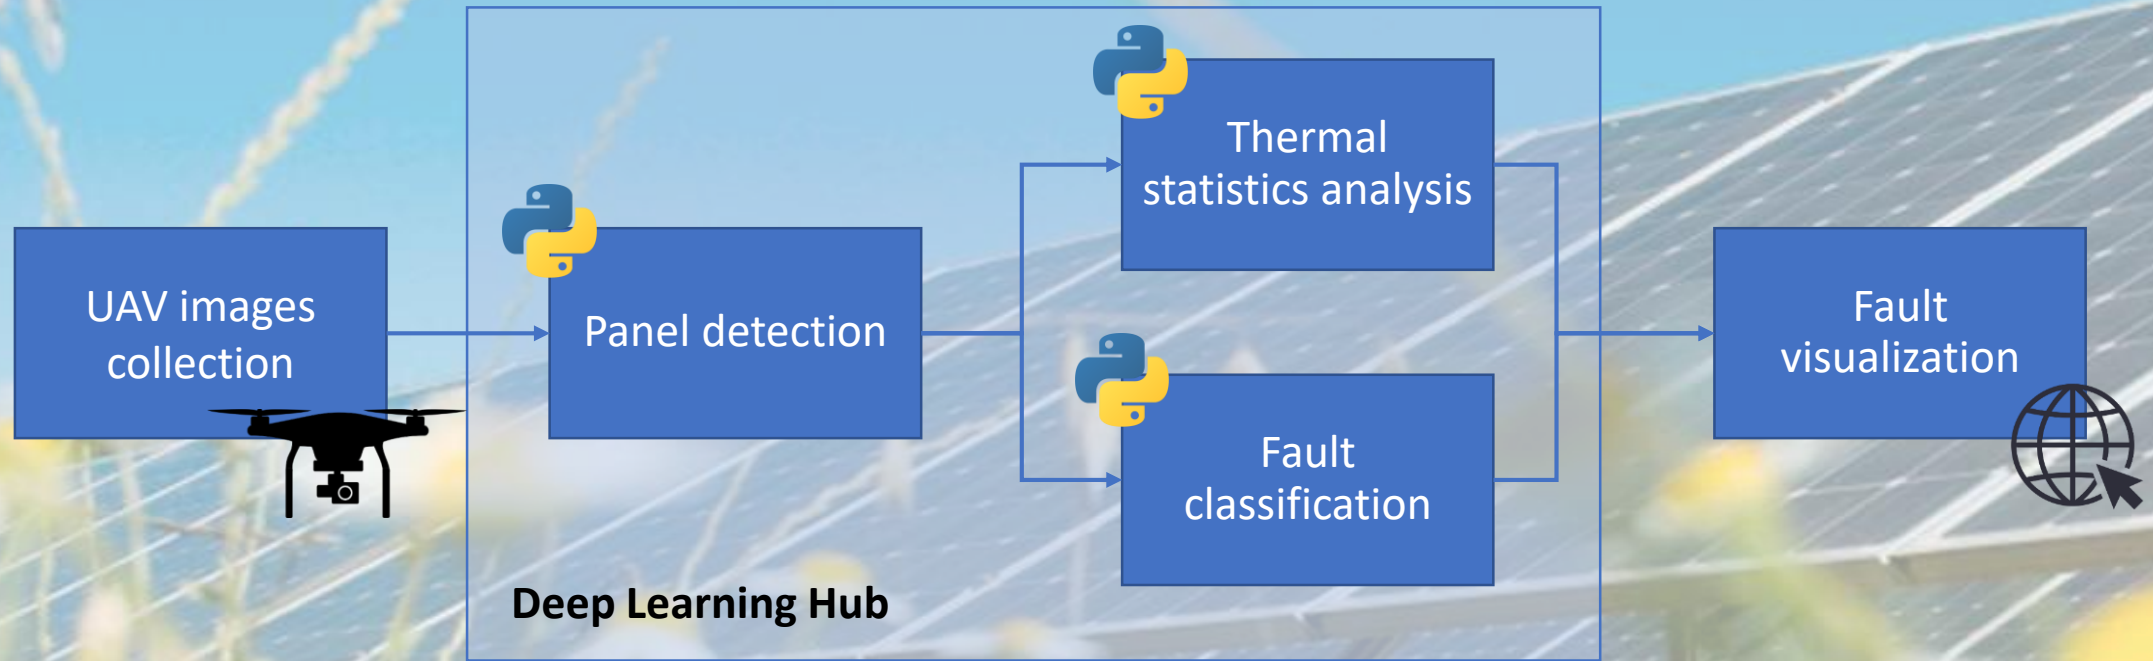 UAV images
collection
Panel detection
Thermal
statistics analysis
Fault
classification
Fault
visualization
Deep Learning Hub